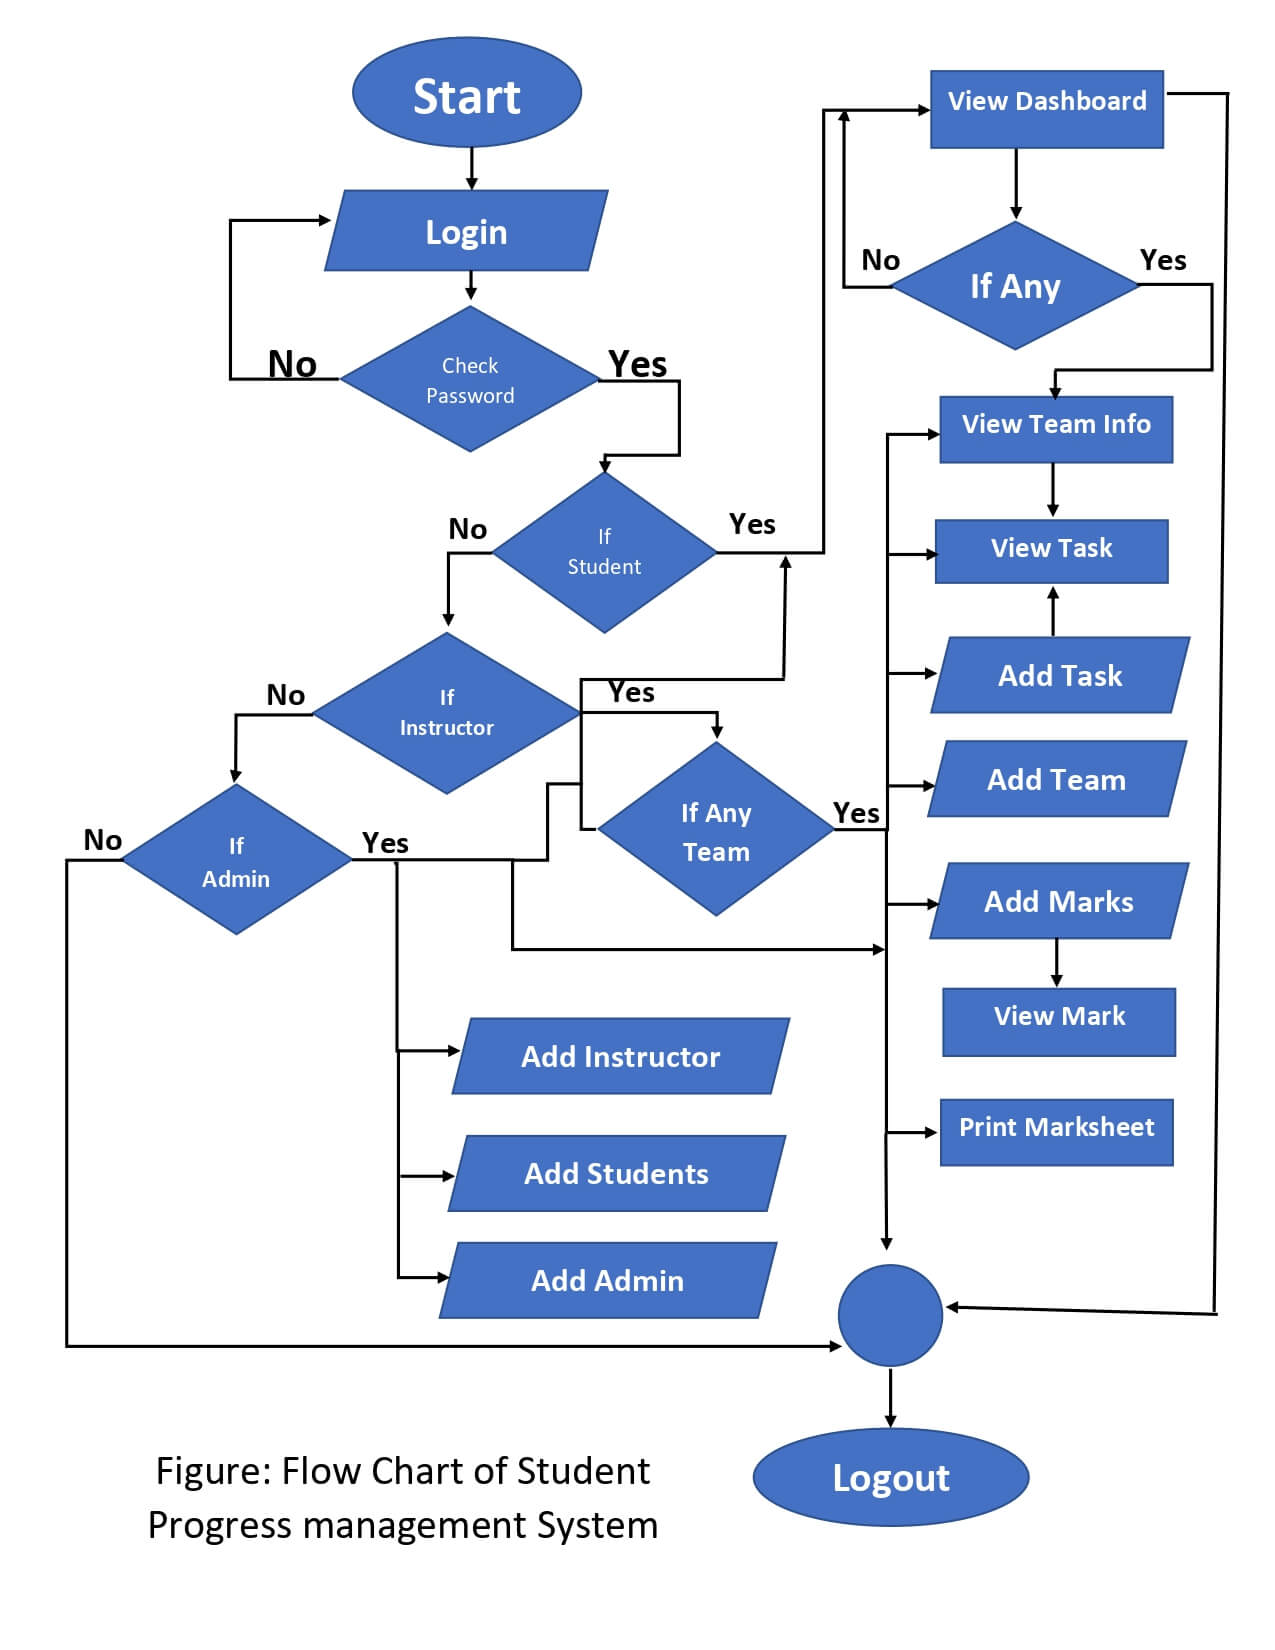 Start
View Dashboard
Login
No
If Any
Yes
No
Check
Password
Yes
View Team Info
No
If
Student
Yes
View Task
No
If
Instructor
Yes
Add Task
Add Team
No
If
Admin
Yes
If Any
Team
Yes
Add Marks
View Mark
Add Instructor
Print Marksheet
Add Students
Add Admin
Logout
Figure: Flow Chart of Student
Progress management System